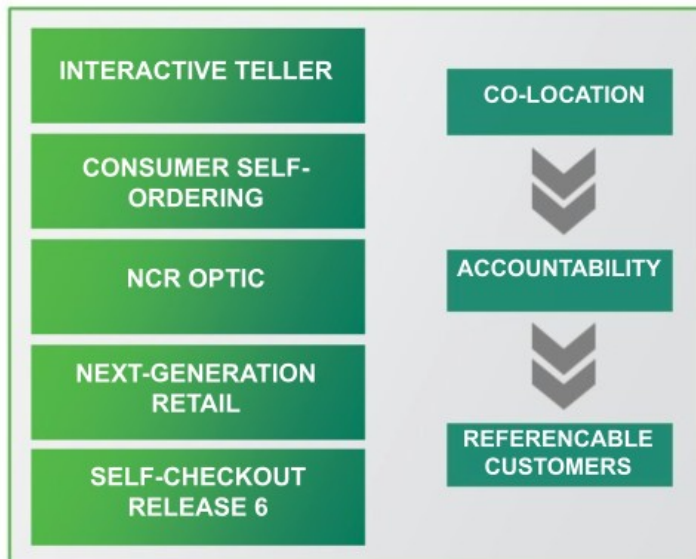 INTERACTIVE TELLER
CONSUMER SELF-
ORDERING
NCR OPTIC
NEXT-GENERATION
RETAIL
SELF-CHECKOUT
RELEASE 6
CO-LOCATION
ACCOUNTABILITY
REFERENCABLE
CUSTOMERS